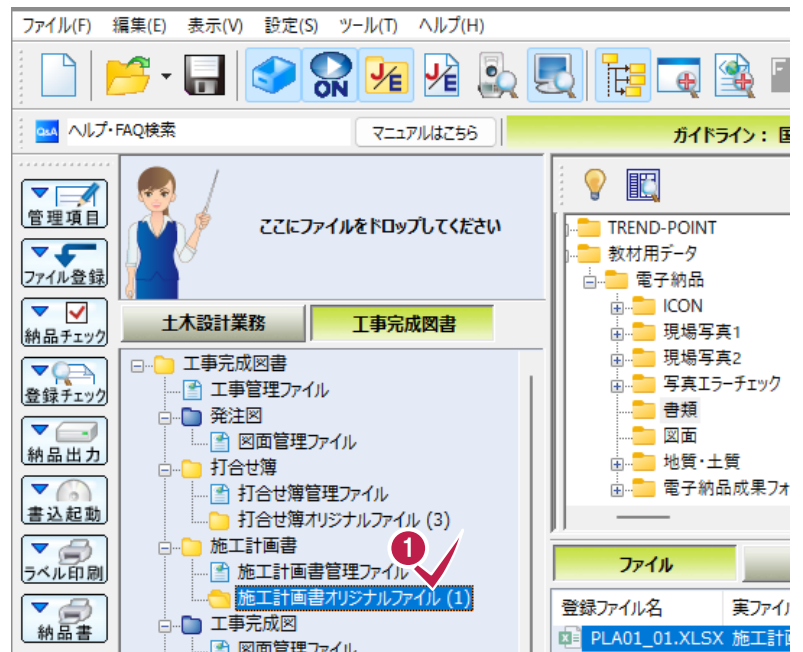 ファイル(F) 編集(E) 表示(V) 設定(S) ツール(T) ヘルプ(H)
ON
J/E
J/E
Q&A ヘルプ・FAQ検索
マニュアルはこちら
ガイドライン： 国
管理項目
ファイル登録
納品チェック
登録チェック
納品出力
書込起動
ラベル印刷
納品書
ここにファイルをドロップしてください
土木設計業務 工事完成図書
工事完成図書
工事管理ファイル
発注図
図面管理ファイル
打合せ簿
打合せ簿管理ファイル
打合せ簿オリジナルファイル (3)
施工計画書
1
施工計画書管理ファイル
施工計画書オリジナルファイル (1)
工事完成図
図面管理ファイル
TREND-POINT
教材用データ
電子納品
ICON
現場写真1
現場写真2
写真エラーチェック
書類
図面
地質・土質
電子納品成果フォ
ファイル
登録ファイル名 実ファイル
PLA01_01.XLSX 施工計画